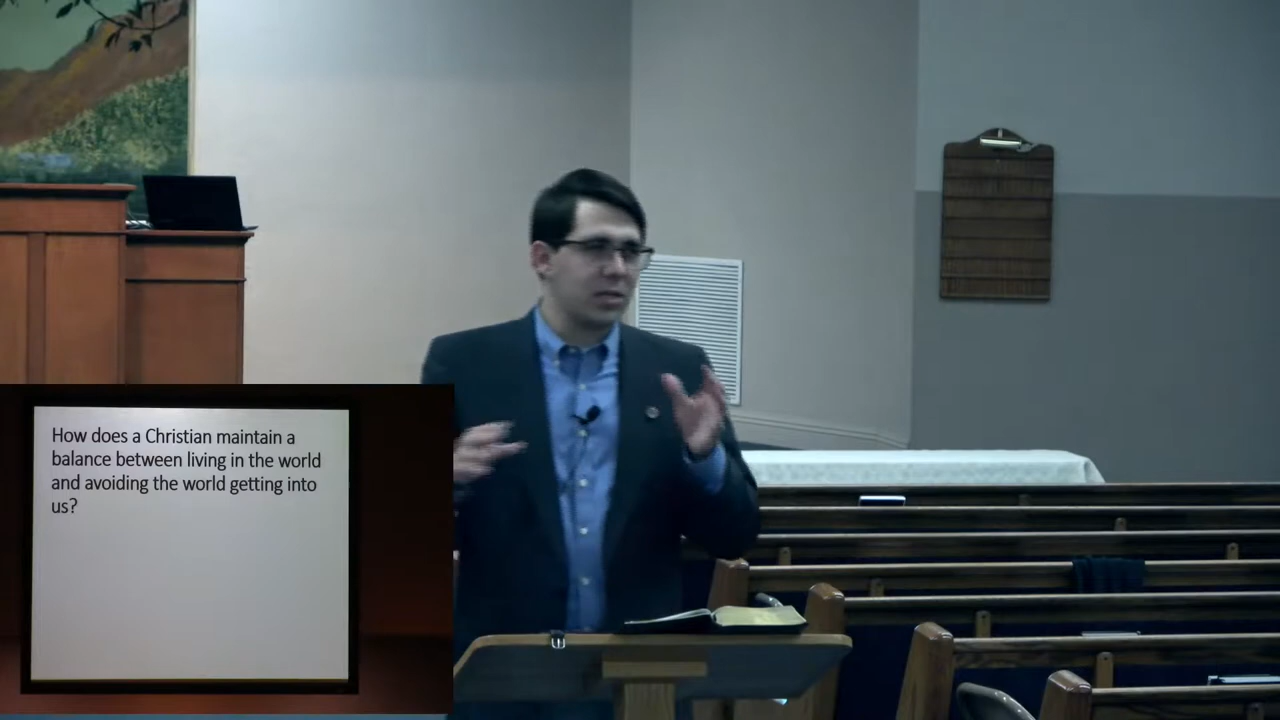 How does a Christian maintain a
balance between living in the world
and avoiding the world getting into
us?